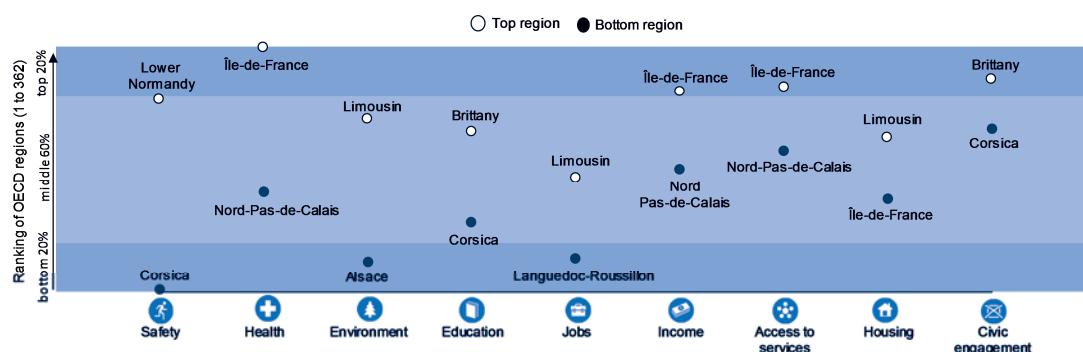 Top region
Bottom region
Ranking of OECD regions (1 to 362)
top 20%
middle 60%
bottom 20%
Lower
Normandy
Corsica
Île-de-France
Nord-Pas-de-Calais
Limousin
Alsace
Brittany
Corsica
Limousin
Languedoc-Roussillon
Île-de-France
Nord
Pas-de-Calais
Île-de-France
Nord-Pas-de-Calais
Limousin
Île-de-France
Brittany
Corsica
Safety
Health
Environment
Education
Jobs
Income
Access to
services
Housing
Civic
engagement